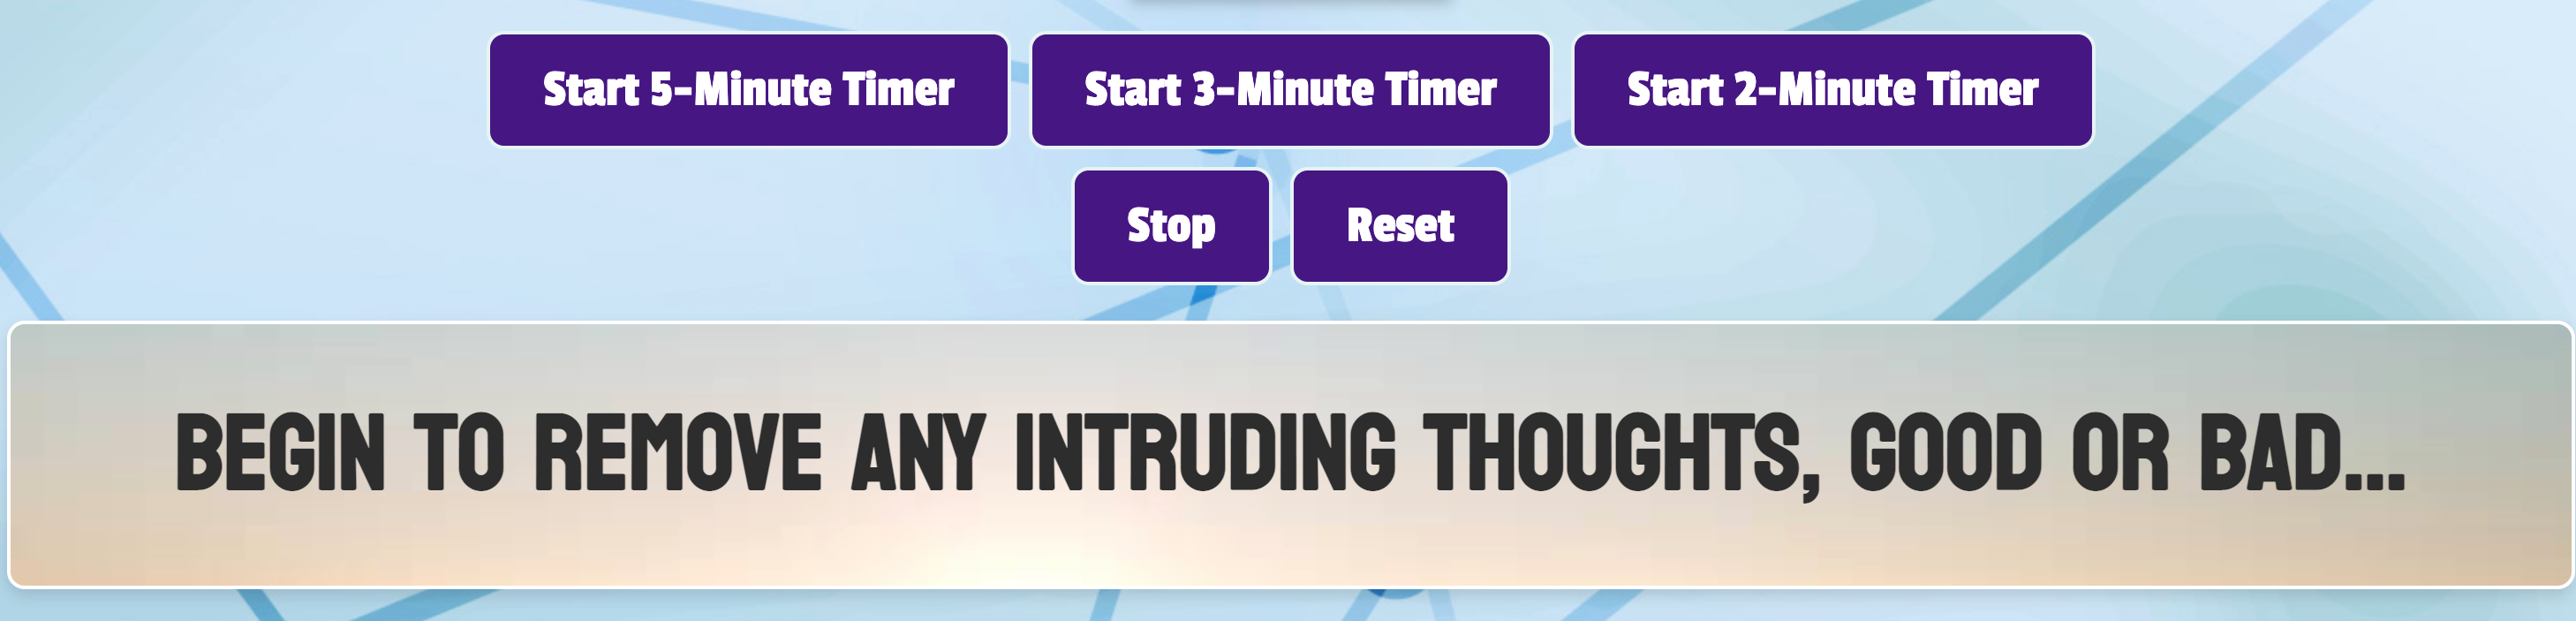 Start 5-Minute Timer Start 3-Minute Timer Start 2-Minute Timer
Stop Reset
BEGIN TO REMOVE ANY INTRUDING THOUGHTS, GOOD OR BAD...